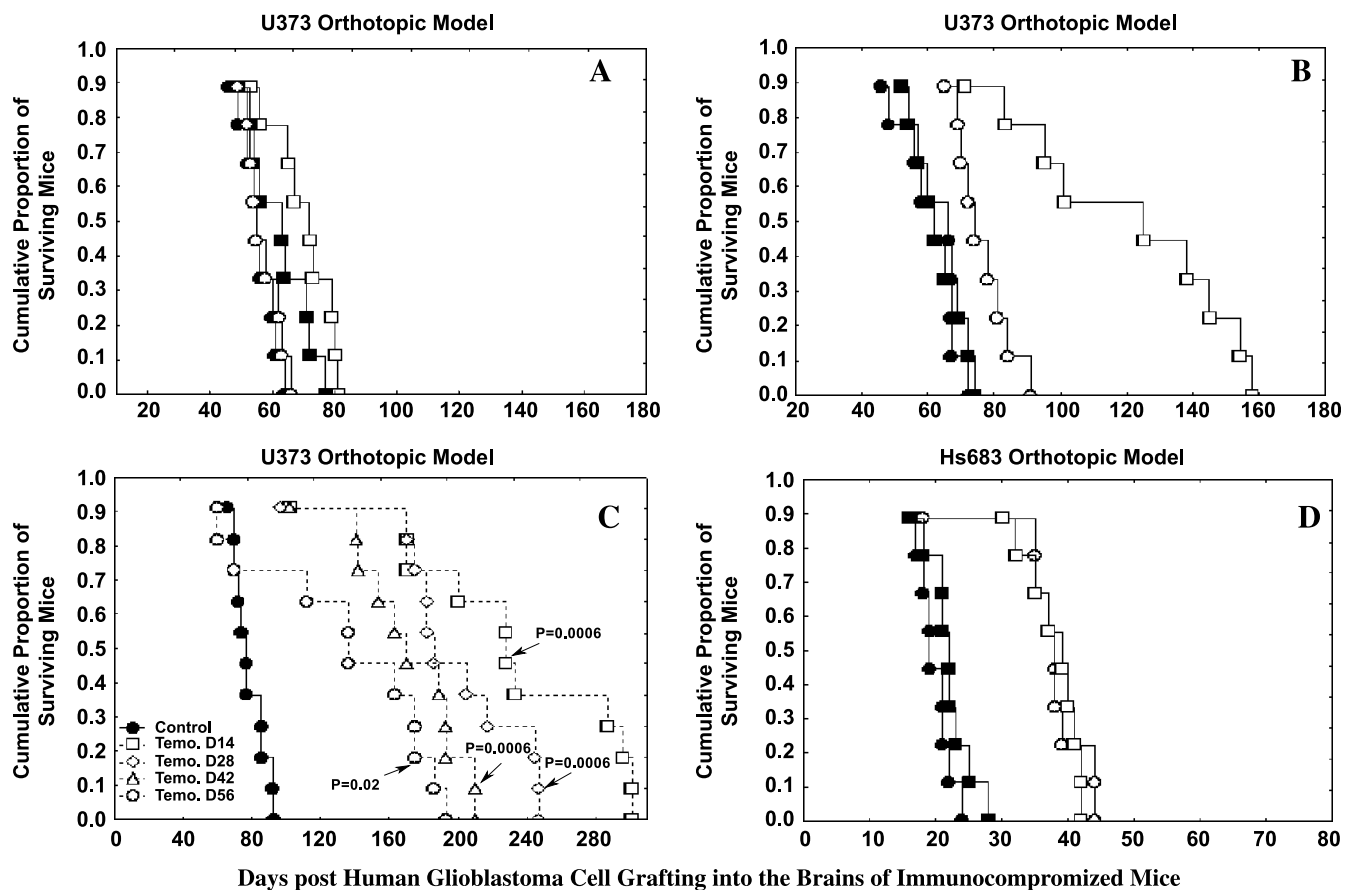 U373 Orthotopic Model
A
Cumulative Proportion of
Surviving Mice
1.0
0.9
0.8
0.7
0.6
0.5
0.4
0.3
0.2
0.1
0.0
20 40 60 80 100 120 140 160 180
U373 Orthotopic Model
B
Cumulative Proportion of
Surviving Mice
1.0
0.9
0.8
0.7
0.6
0.5
0.4
0.3
0.2
0.1
0.0
20 40 60 80 100 120 140 160 180
U373 Orthotopic Model
C
Cumulative Proportion of
Surviving Mice
1.0
0.9
0.8
0.7
0.6
0.5
0.4
0.3
0.2
0.1
0.0
P=0.0006
P=0.0006
P=0.0006
P=0.02
Control
Temo. D14
Temo. D28
Temo. D42
Temo. D56
0 40 80 120 160 200 240 280
Hs683 Orthotopic Model
D
Cumulative Proportion of
Surviving Mice
1.0
0.9
0.8
0.7
0.6
0.5
0.4
0.3
0.2
0.1
0.0
0 10 20 30 40 50 60 70 80
Days post Human Glioblastoma Cell Grafting into the Brains of Immunocompromized Mice